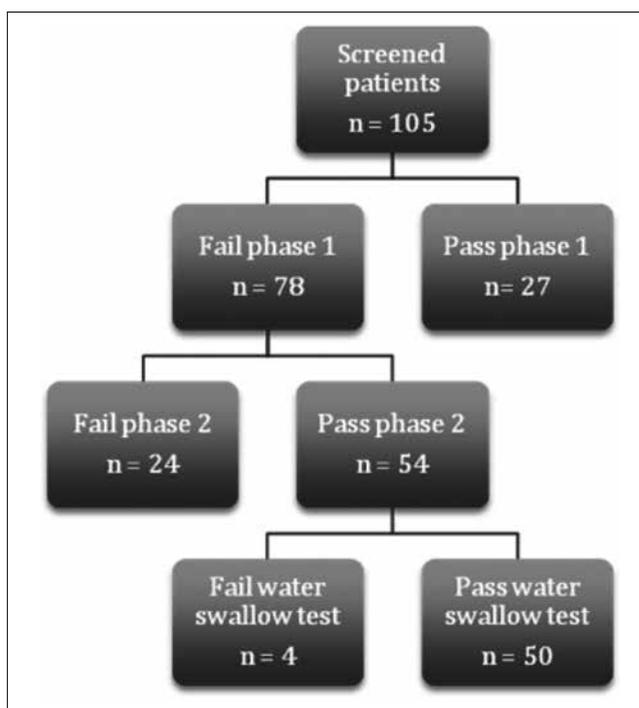 Screened
patients
n = 105
Fail phase 1
n = 78
Pass phase 1
n= 27
Fail phase 2
n = 24
Pass phase 2
n = 54
Fail water
swallow test
n = 4
Pass water
swallow test
n = 50